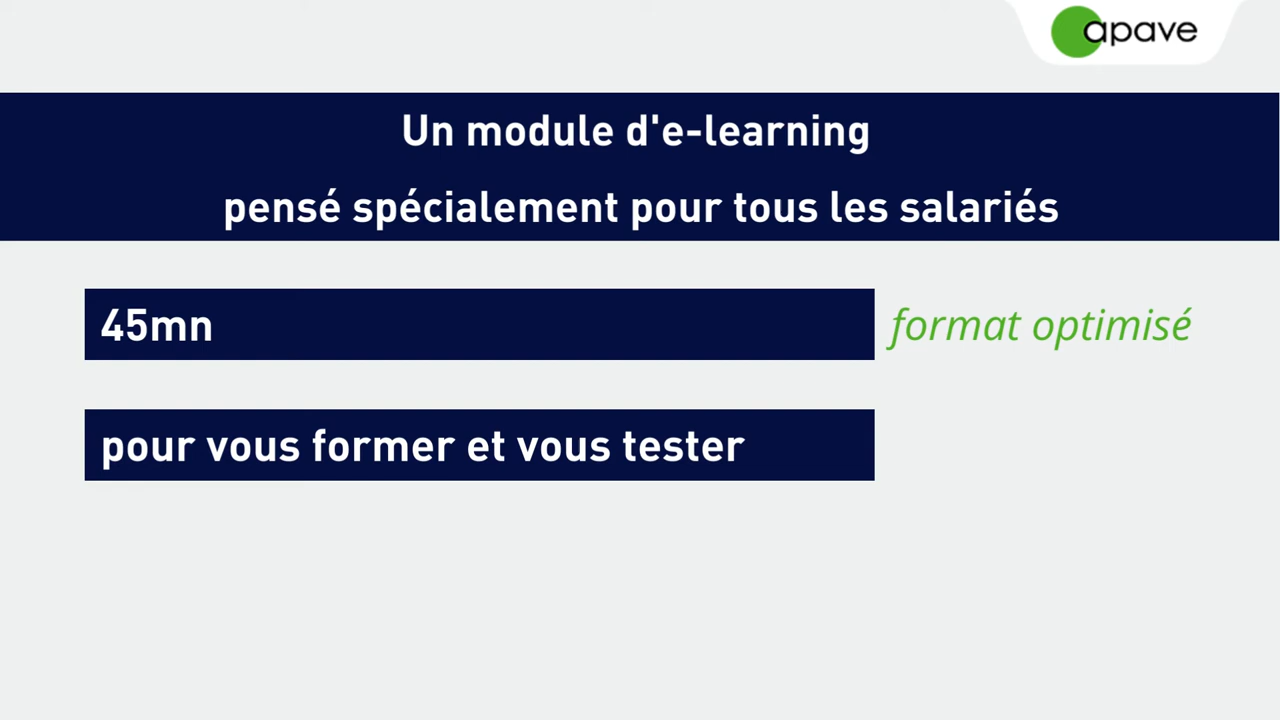 apave
Un module d'e-learning
pensé spécialement pour tous les salariés
45mn
format optimisé
pour vous former et vous tester